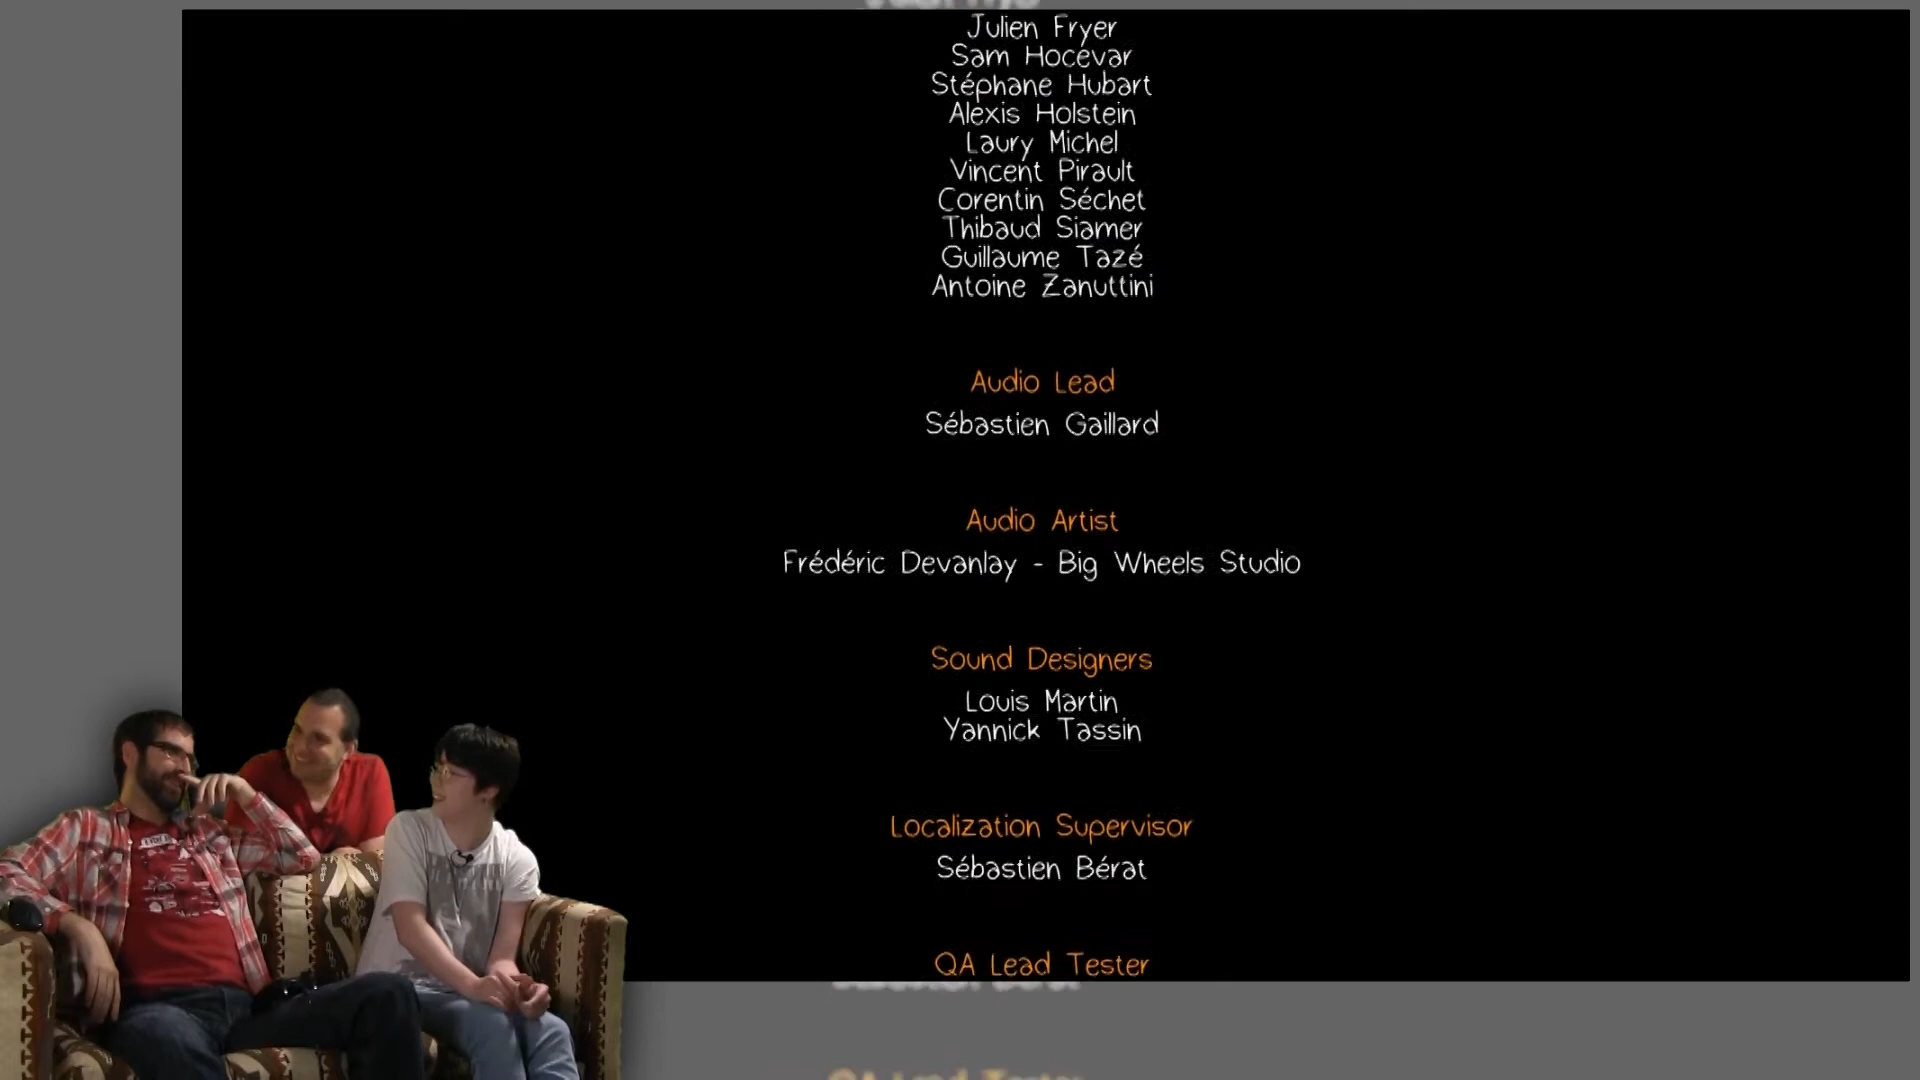 Julien Fryer
Sam Hocevar
Stéphane Hubart
Alexis Holstein
Laury Michel
Vincent Pirault
Corentin Séchet
Thibaud Siamer
Guillaume Tazé
Antoine Zanuttini
Audio Lead
Sébastien Gaillard
Audio Artist
Frédéric Devanlay - Big Wheels Studio
Sound Designers
Louis Martin
Yannick Tassin
Localization Supervisor
Sébastien Bérat
QA Lead Tester